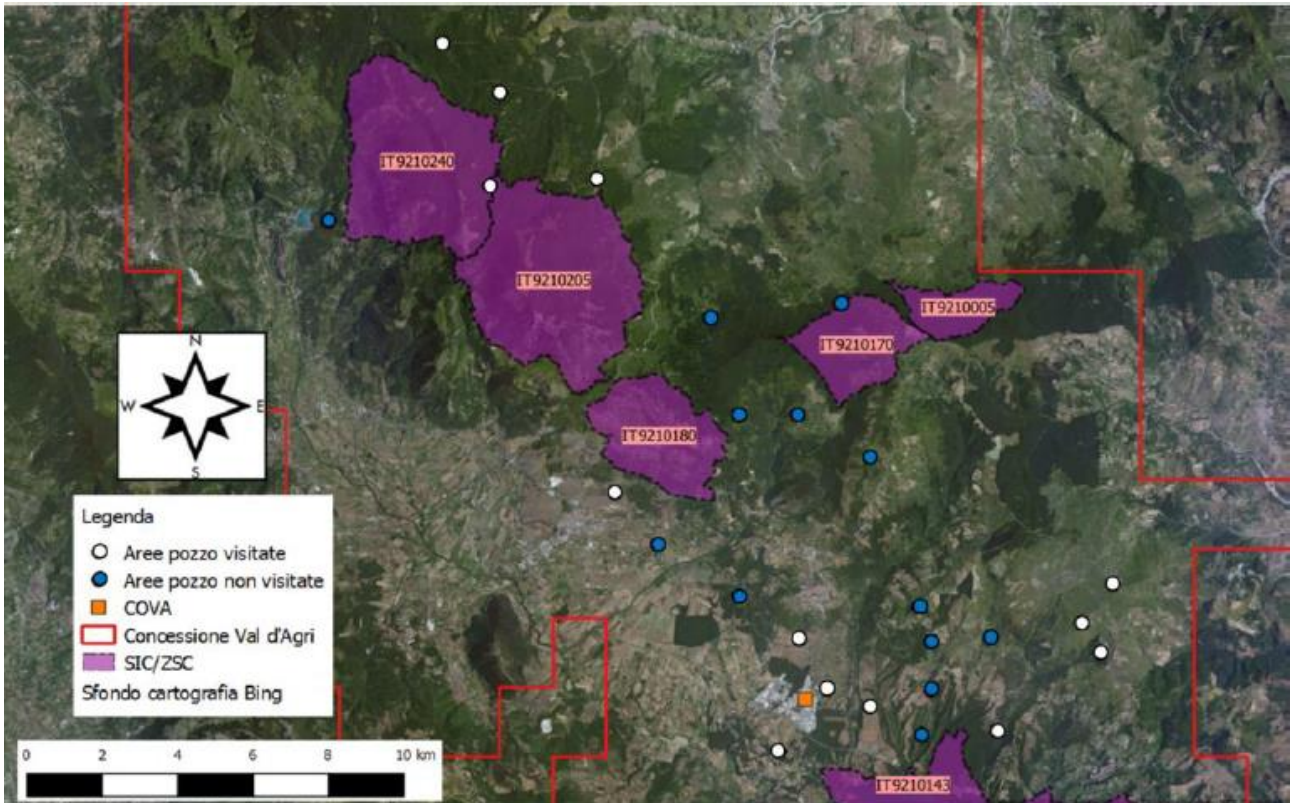 IT9210240
IT9210205
IT9210005
IT9210170
IT9210180
N
W E
S
Legenda
Aree pozzo visitate
Aree pozzo non visitate
COVA
Concessione Val d'Agri
SIC/ZSC
Sfondo cartografia Bing
0 2 4 6 8 10 km
IT9210143